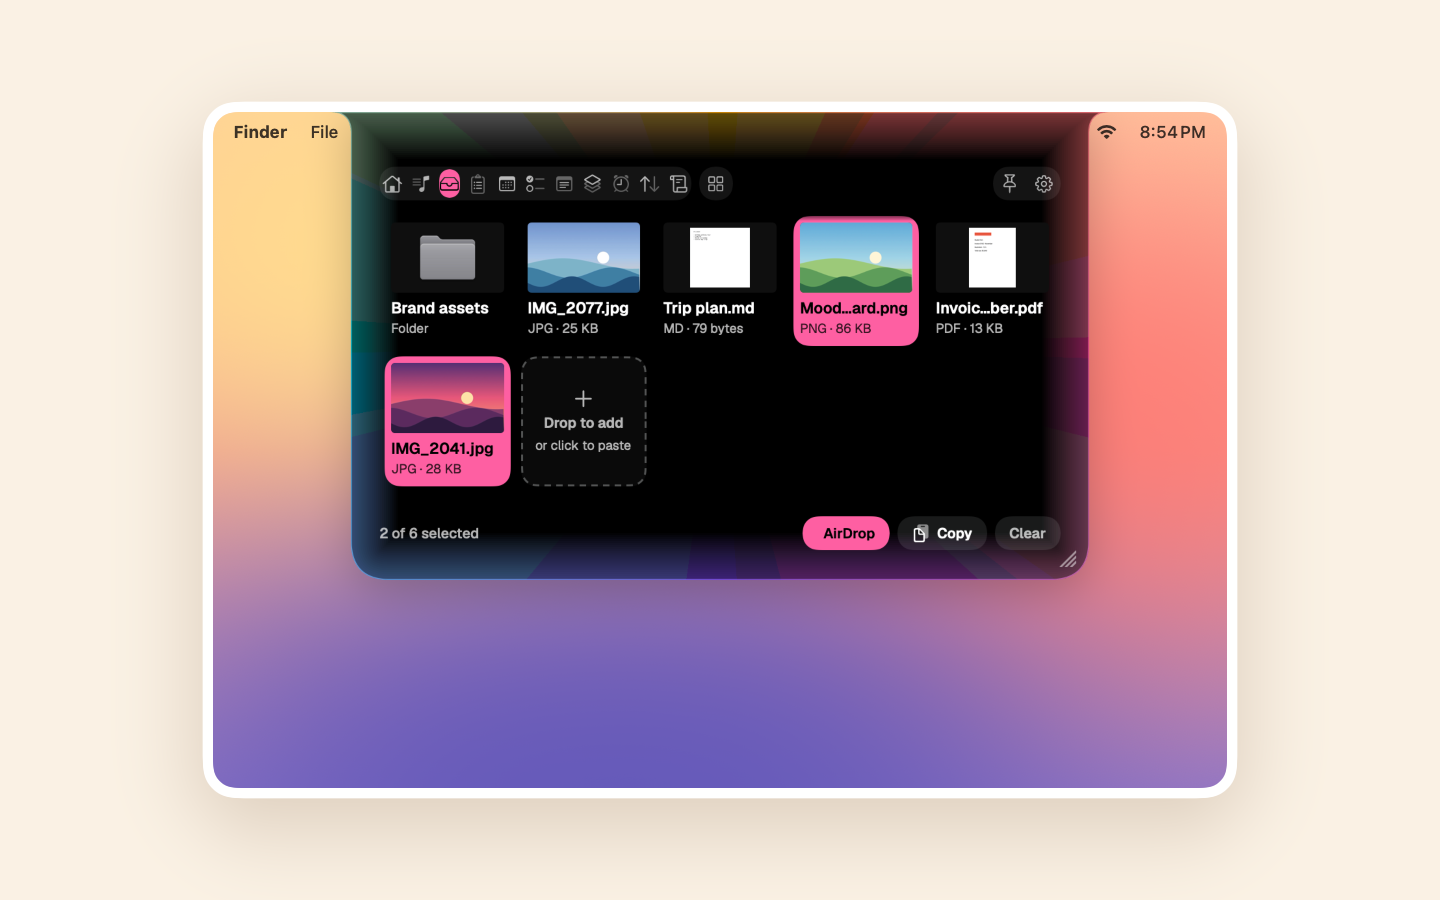 Finder File
8:54 PM
Brand assets
Folder
IMG_2077.jpg
JPG · 25 KB
Trip plan.md
MD · 79 bytes
Mood...ard.png
PNG · 86 KB
Invoic...ber.pdf
PDF · 13 KB
IMG_2041.jpg
JPG · 28 KB
Drop to add
or click to paste
2 of 6 selected
AirDrop
Copy
Clear